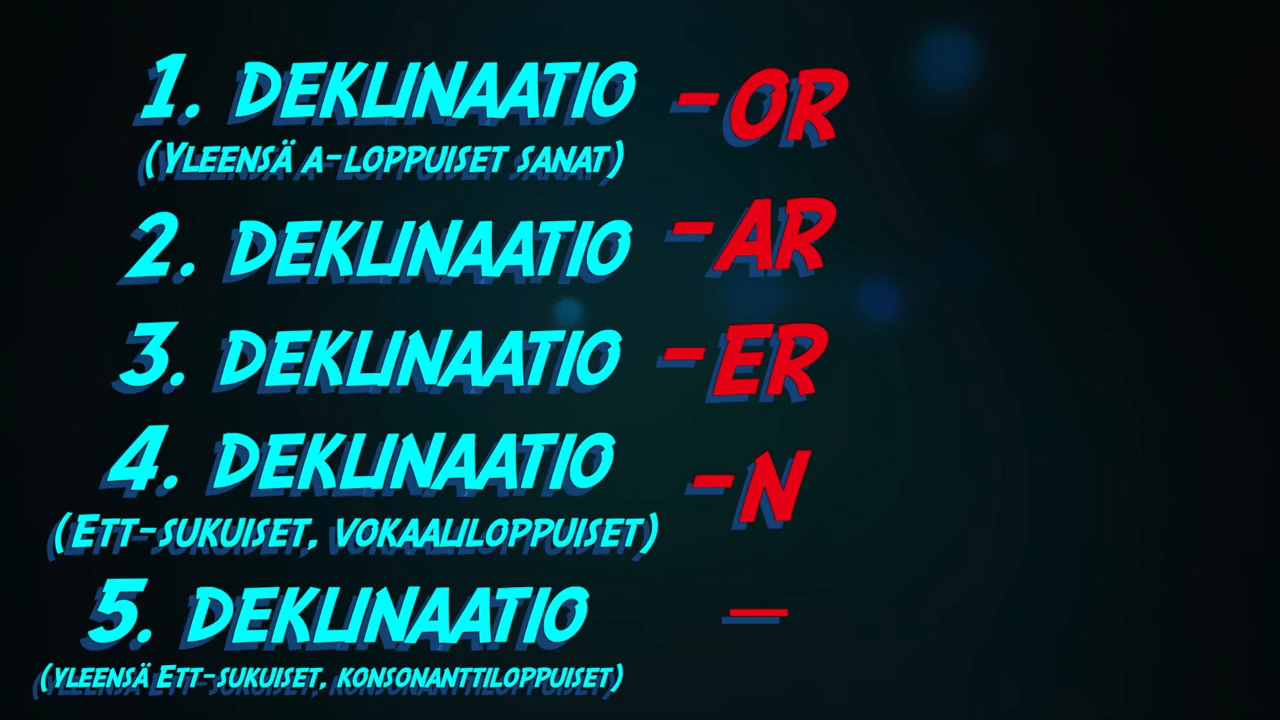 1. DEKLINAATIO -OR
(YLEENSÄ A-LOPPUISET SANAT)
2. DEKLINAATIO -AR
3. DEKLINAATIO -ER
4. DEKLINAATIO -N
(ETT-SUKUISET, VOKAALILOPPUISET)
5. DEKLINAATIO —
(YLEENSÄ ETT-SUKUISET, KONSONANTTILOPPUISET)